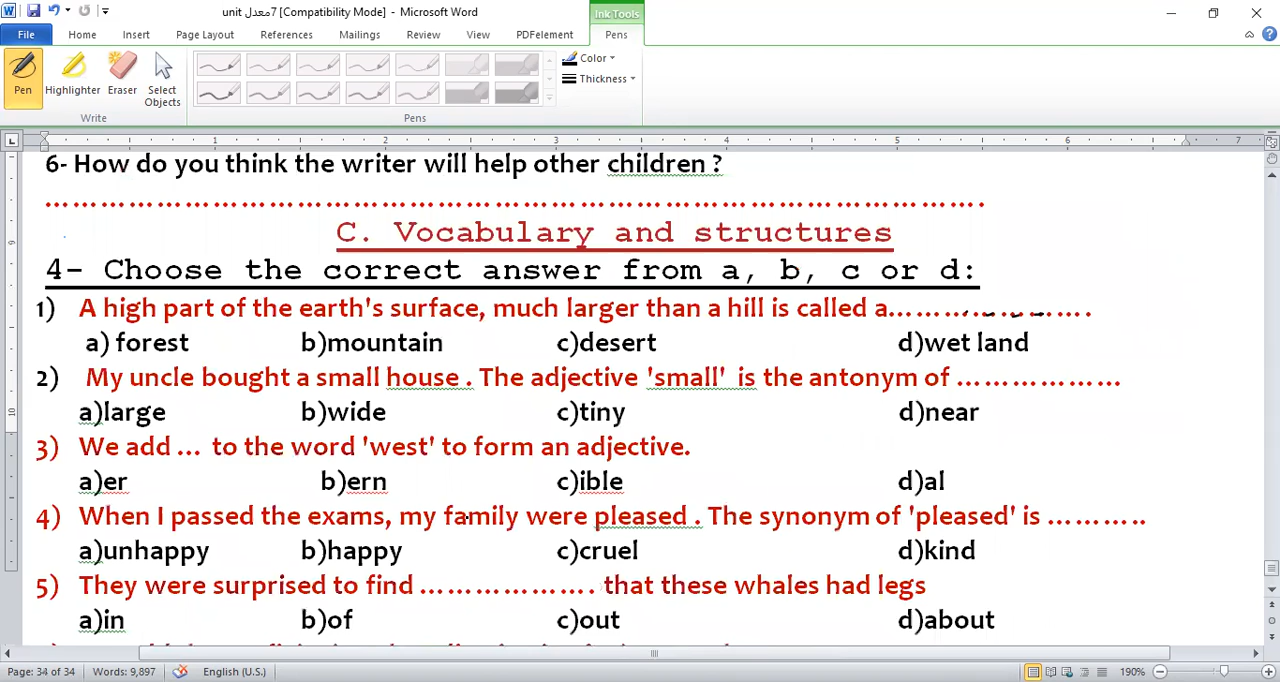 unit 7معدل [Compatibility Mode] - Microsoft Word
Ink Tools
File Home Insert Page Layout References Mailings Review View PDFelement Pens
Pen Highlighter Eraser Select Objects
Color
Thickness
Write Pens
1 2 3 4 5 6 7
6- How do you think the writer will help other children ?
C. Vocabulary and structures
4- Choose the correct answer from a, b, c or d:
1) A high part of the earth's surface, much larger than a hill is called a………………….
a) forest b)mountain c)desert d)wet land
2) My uncle bought a small house . The adjective 'small' is the antonym of ………………
a)large b)wide c)tiny d)near
3) We add … to the word 'west' to form an adjective.
a)er b)ern c)ible d)al
4) When I passed the exams, my family were pleased . The synonym of 'pleased' is ………..
a)unhappy b)happy c)cruel d)kind
5) They were surprised to find ………………. that these whales had legs
a)in b)of c)out d)about
Page: 34 of 34 Words: 9,897 English (U.S.) 190%